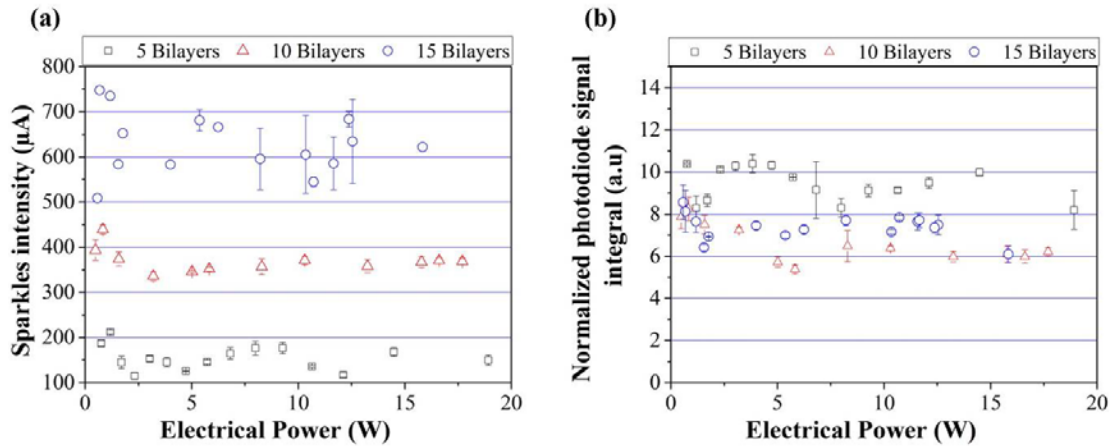 (a)
5 Bilayers 10 Bilayers 15 Bilayers
800
700
600
500
400
300
200
100
0 5 10 15 20
Sparkles intensity (µA)
Electrical Power (W)
(b)
5 Bilayers 10 Bilayers 15 Bilayers
14
12
10
8
6
4
2
0
0 5 10 15 20
Normalized photodiode signal
integral (a.u)
Electrical Power (W)